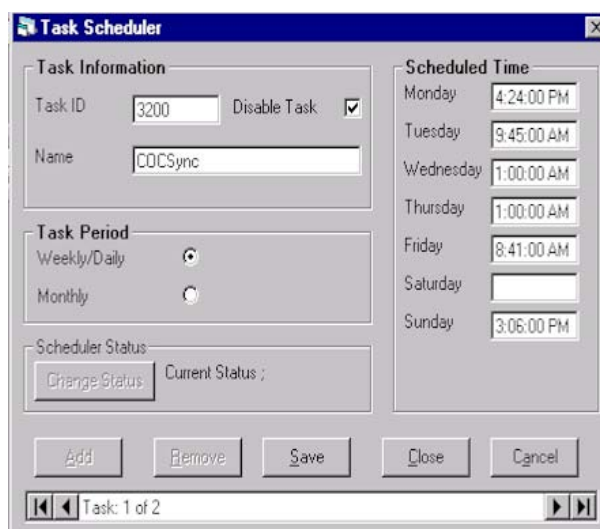 Task Scheduler
Task Information
Task ID 3200 Disable Task
Name COCSync
Task Period
Weekly/Daily
Monthly
Scheduler Status
Change Status Current Status ;
Scheduled Time
Monday 4:24:00 PM
Tuesday 9:45:00 AM
Wednesday 1:00:00 AM
Thursday 1:00:00 AM
Friday 8:41:00 AM
Saturday
Sunday 3:06:00 PM
Add Remove Save Close Cancel
Task: 1 of 2